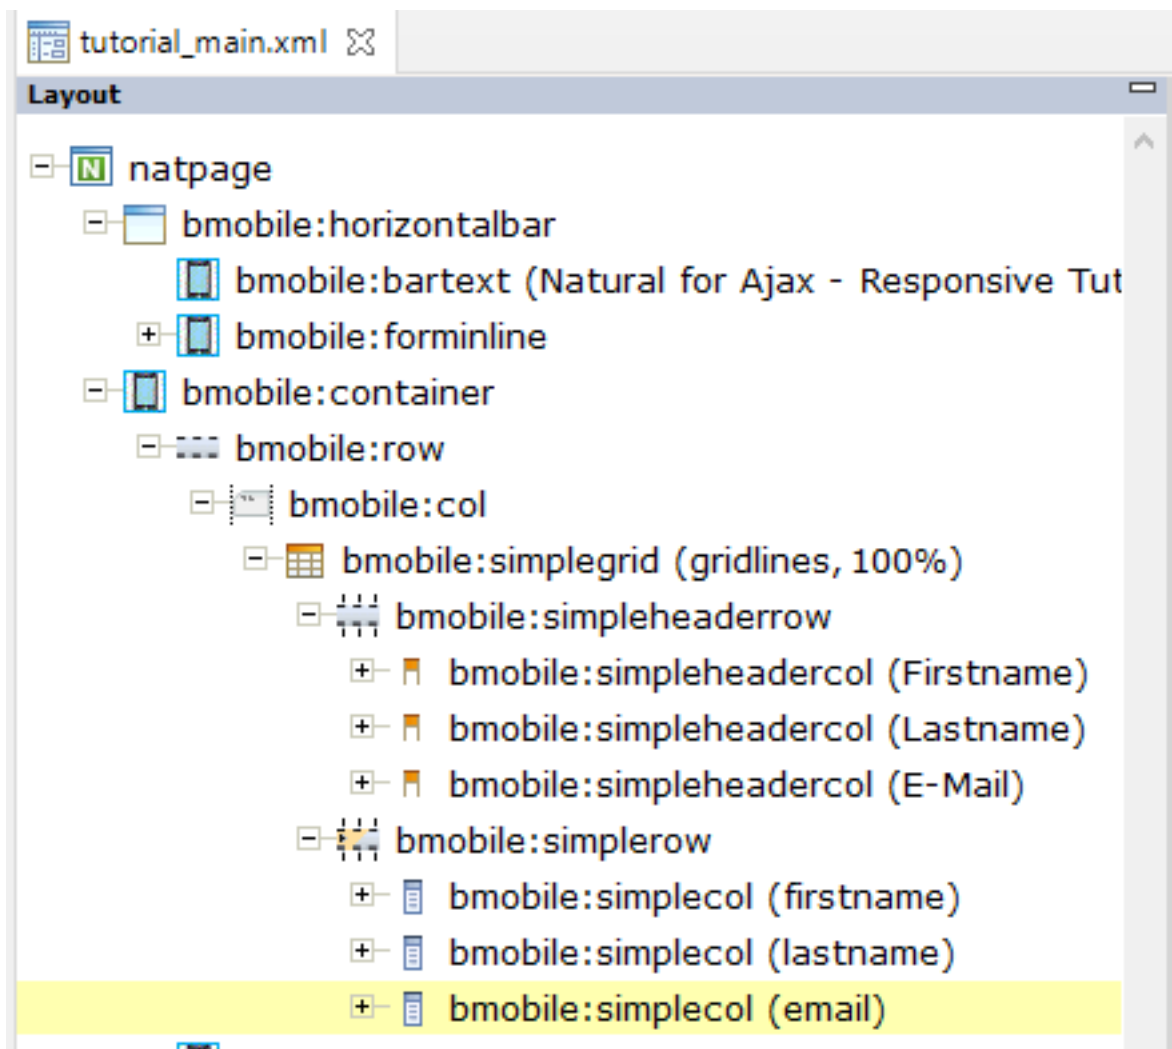 tutorial_main.xml
Layout
natpage
bmobile:horizontalbar
bmobile:bartext (Natural for Ajax - Responsive Tut
bmobile:forminline
bmobile:container
bmobile:row
bmobile:col
bmobile:simplegrid (gridlines, 100%)
bmobile:simpleheaderrow
bmobile:simpleheadercol (Firstname)
bmobile:simpleheadercol (Lastname)
bmobile:simpleheadercol (E-Mail)
bmobile:simplerow
bmobile:simplecol (firstname)
bmobile:simplecol (lastname)
bmobile:simplecol (email)